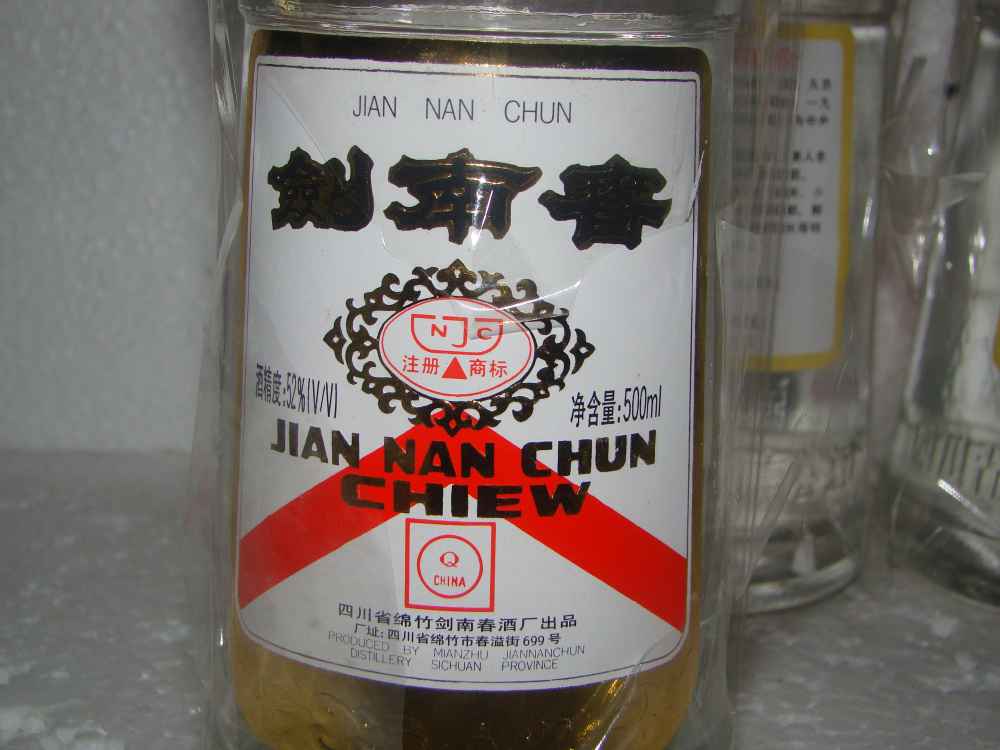 JIAN NAN CHUN
剑南春
NJC
注册 商标
酒精度:52%(V/V)
净含量:500ml
JIAN NAN CHUN
CHIEW
Q
CHINA
四川省绵竹剑南春酒厂出品
厂址:四川省绵竹市春溢街699号
PRODUCED BY MIANZHU JIANNANCHUN
DISTILLERY SICHUAN PROVINCE